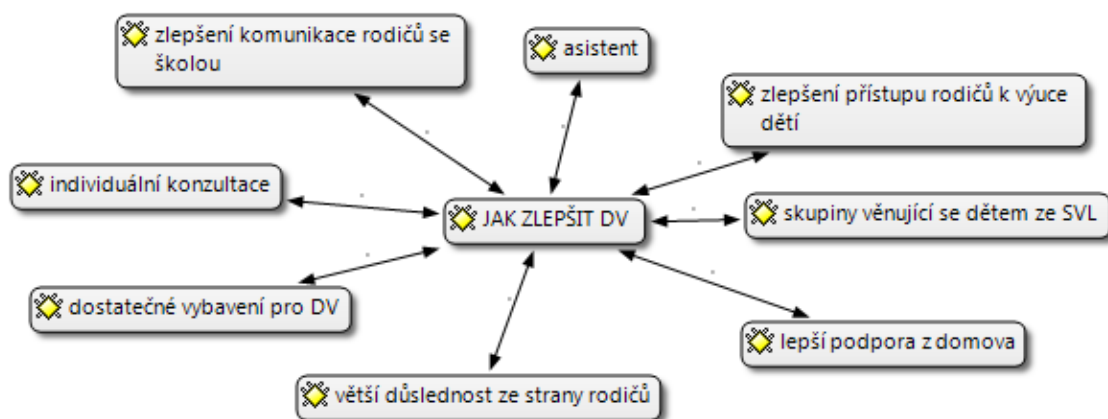 zlepšení komunikace rodičů se
školou
asistent
zlepšení přístupu rodičů k výuce
dětí
individuální konzultace
JAK ZLEPŠIT DV
skupiny věnující se dětem ze SVL
dostatečné vybavení pro DV
lepší podpora z domova
větší důslednost ze strany rodičů